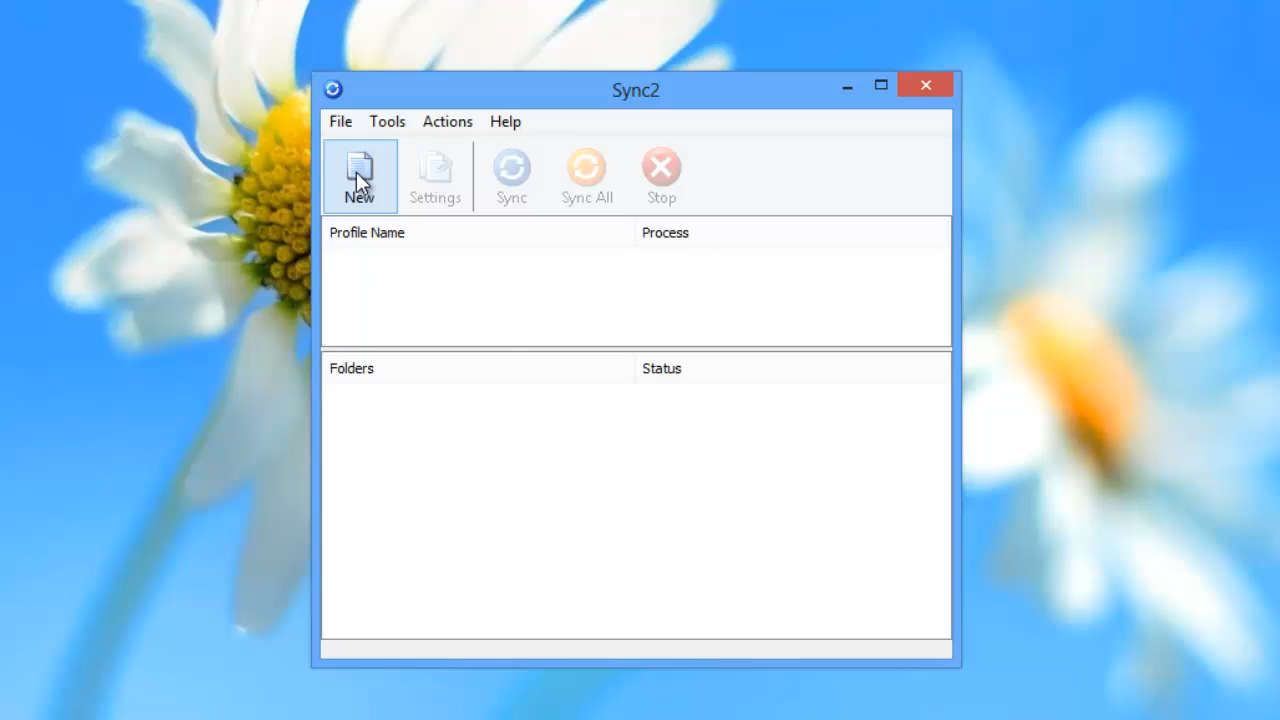 Sync2
File Tools Actions Help
New Settings Sync Sync All Stop
Profile Name Process
Folders Status